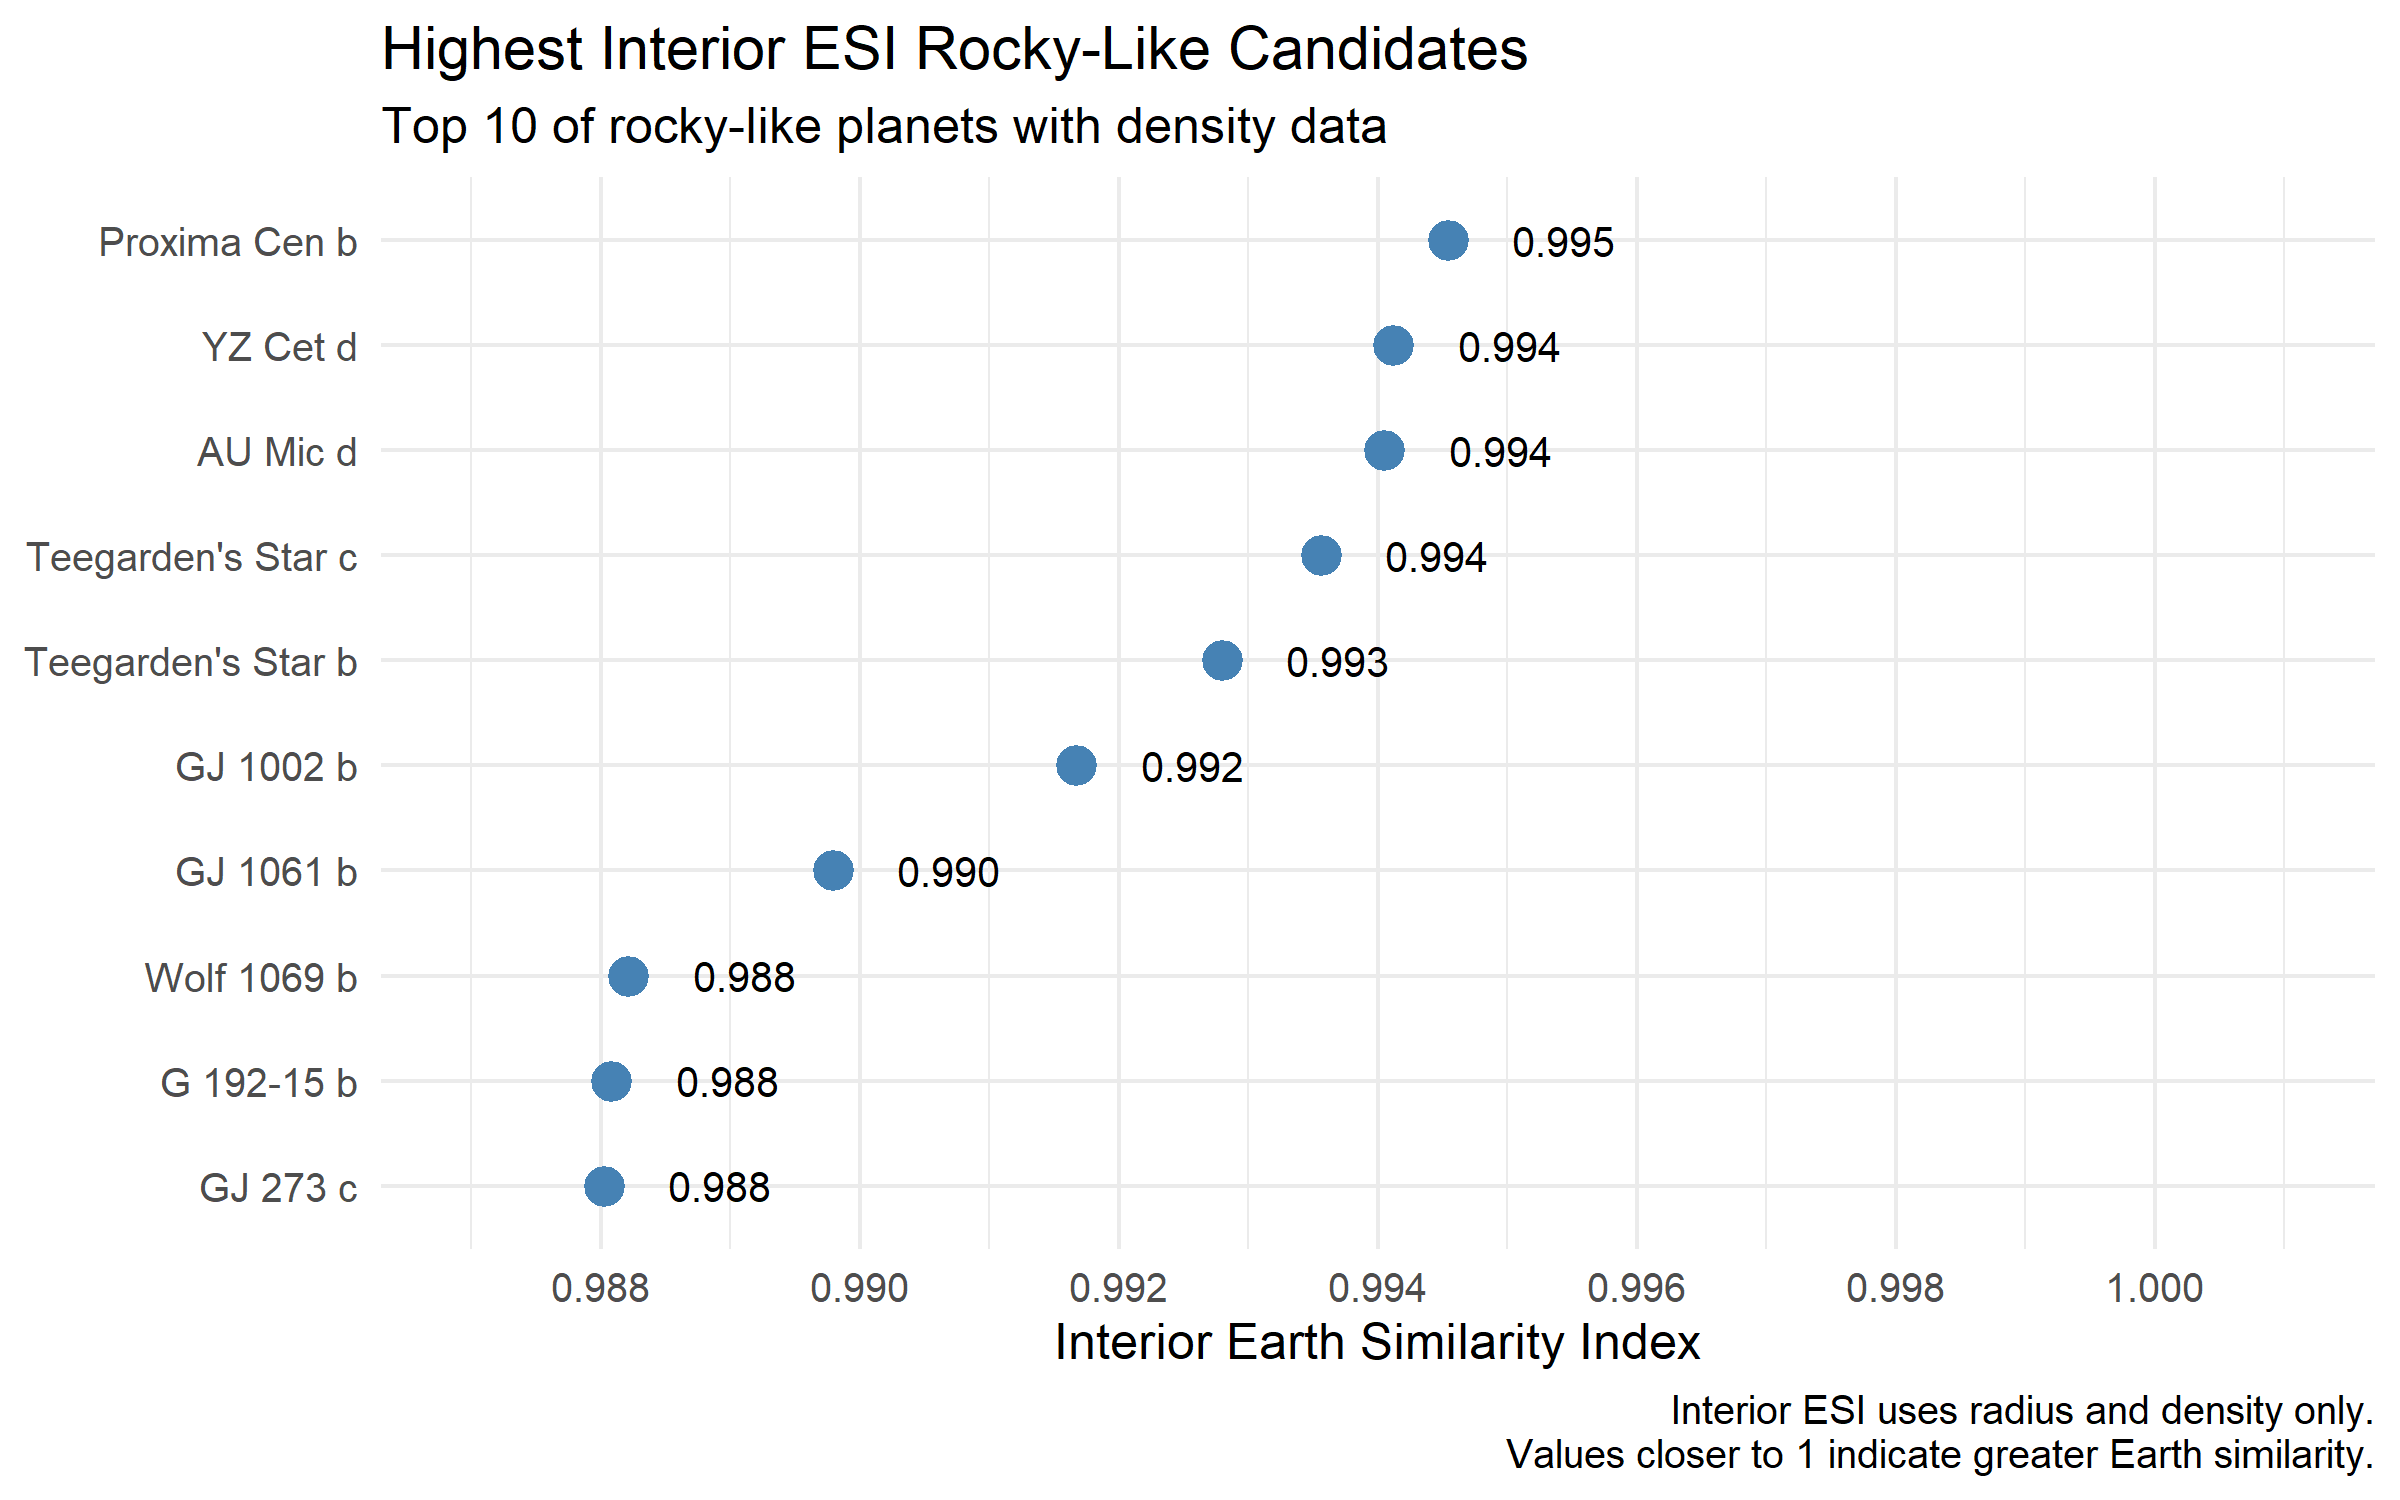 Highest Interior ESI Rocky-Like Candidates
Top 10 of rocky-like planets with density data
Proxima Cen b
0.995
YZ Cet d
0.994
AU Mic d
0.994
Teegarden's Star c
0.994
Teegarden's Star b
0.993
GJ 1002 b
0.992
GJ 1061 b
0.990
Wolf 1069 b
0.988
G 192-15 b
0.988
GJ 273 c
0.988
0.988 0.990 0.992 0.994 0.996 0.998 1.000
Interior Earth Similarity Index
Interior ESI uses radius and density only.
Values closer to 1 indicate greater Earth similarity.